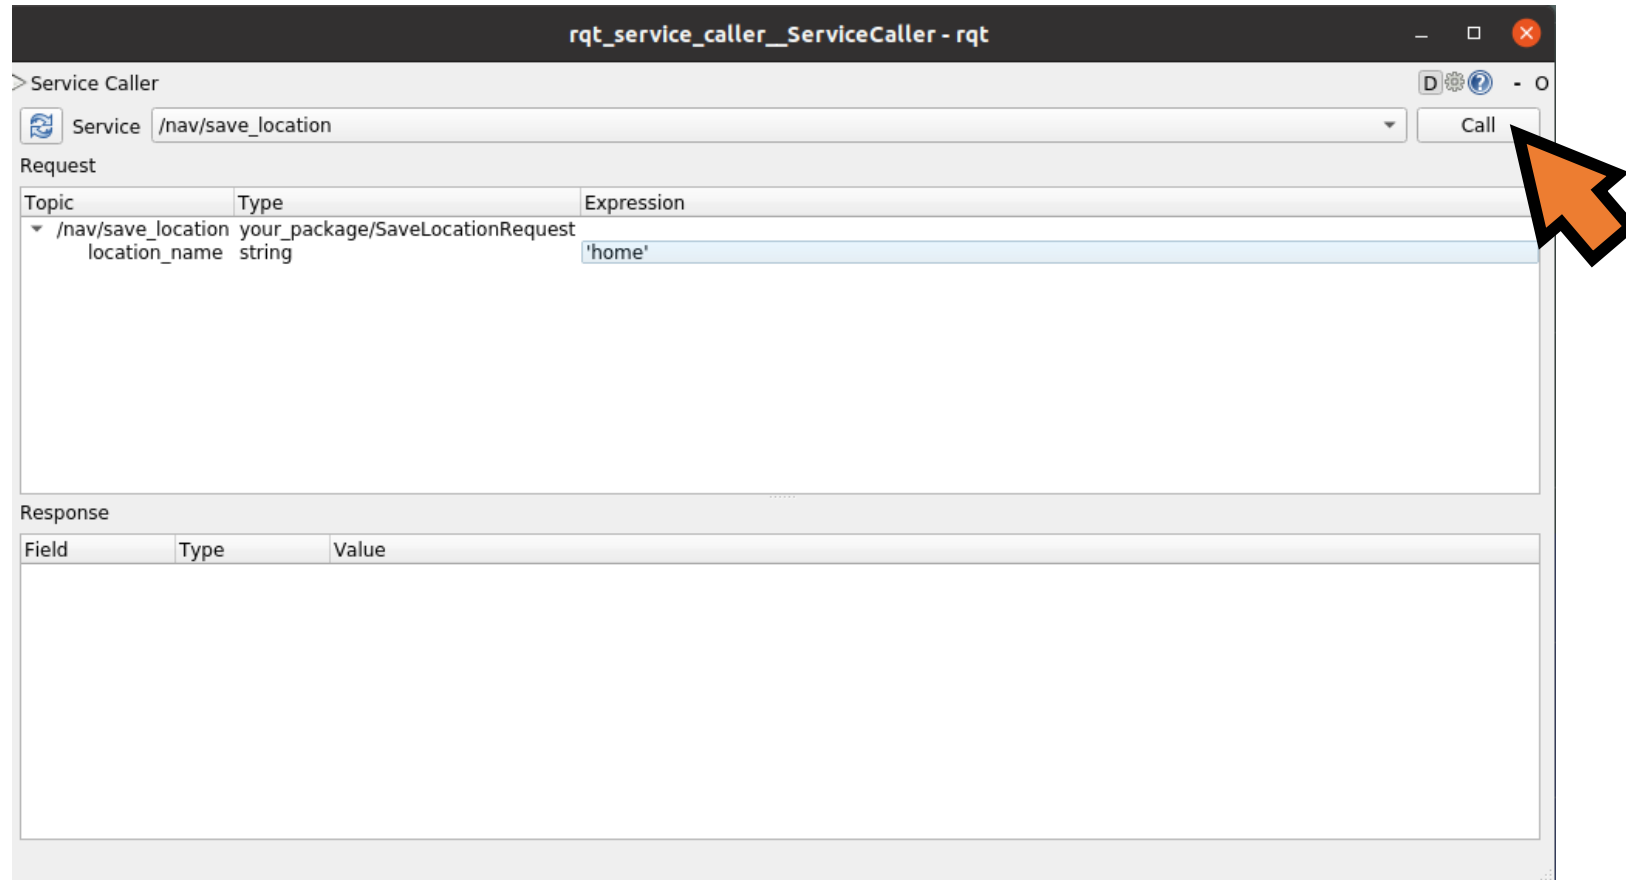 rqt_service_caller__ServiceCaller - rqt
Service Caller D ? - O
Service /nav/save_location Call
Request
Topic Type Expression
/nav/save_location your_package/SaveLocationRequest
location_name string 'home'
Response
Field Type Value